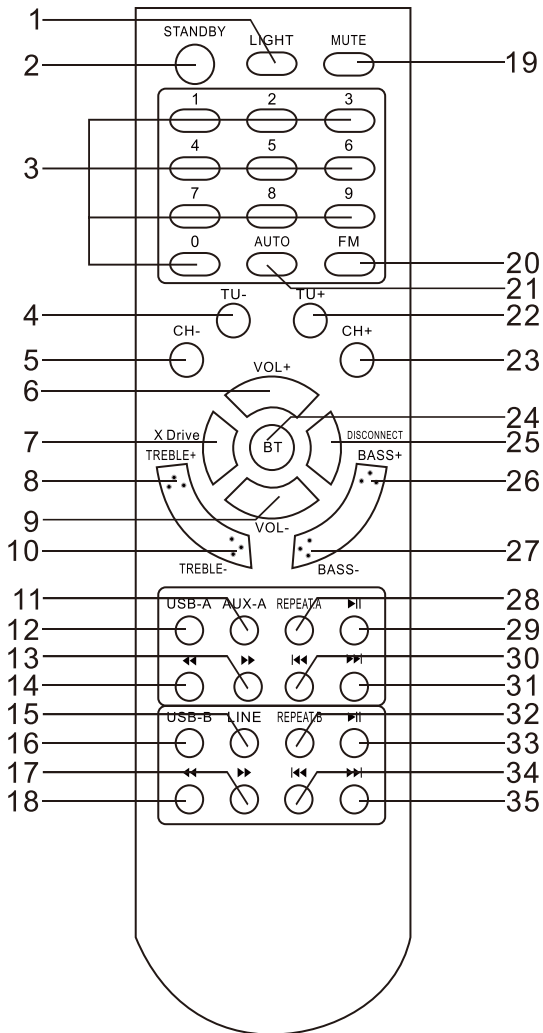 1 STANDBY LIGHT MUTE
2 19
1 2 3
4 5 6
3
7 8 9
0 AUTO FM
20
21
TU- TU+
4 22
CH- CH+
5 23
VOL+
6
24
7 X Drive BT DISCONNECT 25
TREBLE+ BASS+
8 26
9
VOL-
10 27
TREBLE- BASS-
11 USB-A AUX-A REPEAT A ▶II 28
12 29
13 ◀◀ ▶▶ I◀◀ ▶▶I 30
14 31
15 USB-B LINE REPEAT B ▶II 32
16 33
17 ◀◀ ▶▶ I◀◀ ▶▶I 34
18 35